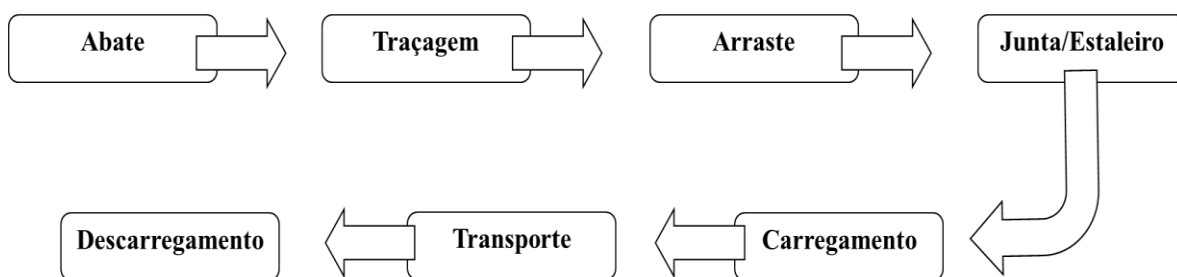 Abate
Traçagem
Arraste
Junta/Estaleiro
Carregamento
Transporte
Descarregamento